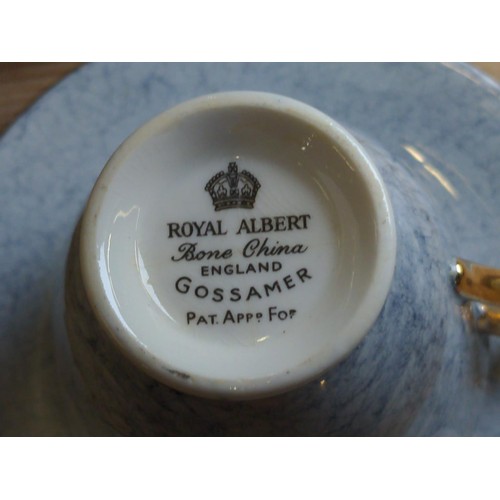 ROYAL ALBERT
Bone China
ENGLAND
GOSSAMER
PAT. APPD FOR